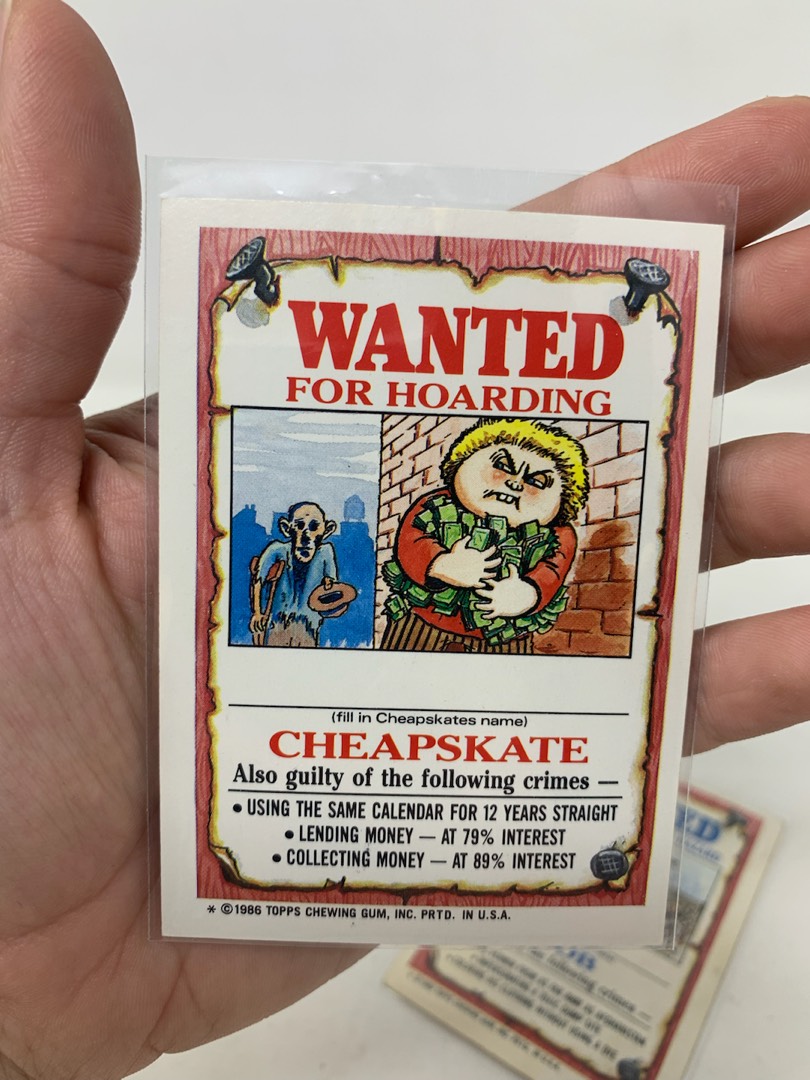 WANTED
FOR HOARDING
(fill in Cheapskates name)
CHEAPSKATE
Also guilty of the following crimes —
• USING THE SAME CALENDAR FOR 12 YEARS STRAIGHT
• LENDING MONEY — AT 79% INTEREST
• COLLECTING MONEY — AT 89% INTEREST
* ©1986 TOPPS CHEWING GUM, INC. PRTD. IN U.S.A.